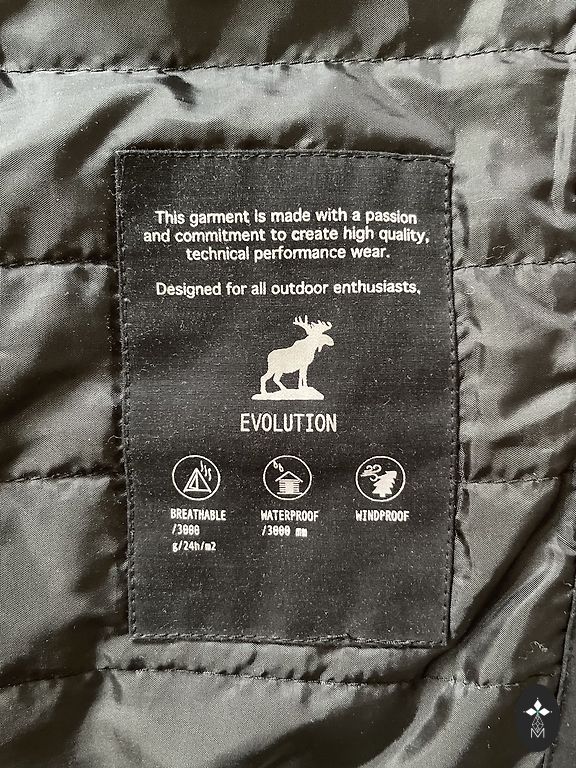 This garment is made with a passion
and commitment to create high quality,
technical performance wear.
Designed for all outdoor enthusiasts.
EVOLUTION
BREATHABLE
/3000
g/24h/m2
WATERPROOF
/3000 mm
WINDPROOF
M